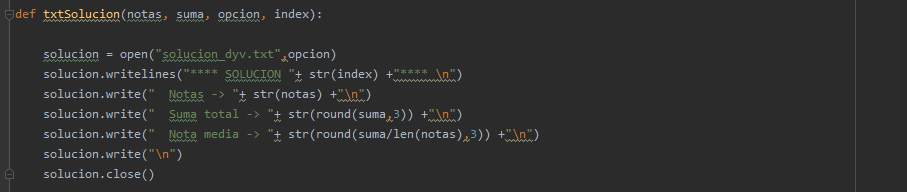 def txtSolucion(notas, suma, opcion, index):
solucion = open("solucion_dyv.txt",opcion)
solucion.writelines("**** SOLUCION "+ str(index) +"**** \n")
solucion.write("  Notas -> "+ str(notas) +"\n")
solucion.write("  Suma total -> "+ str(round(suma,3)) +"\n")
solucion.write("  Nota media -> "+ str(round(suma/len(notas),3)) +"\n")
solucion.write("\n")
solucion.close()